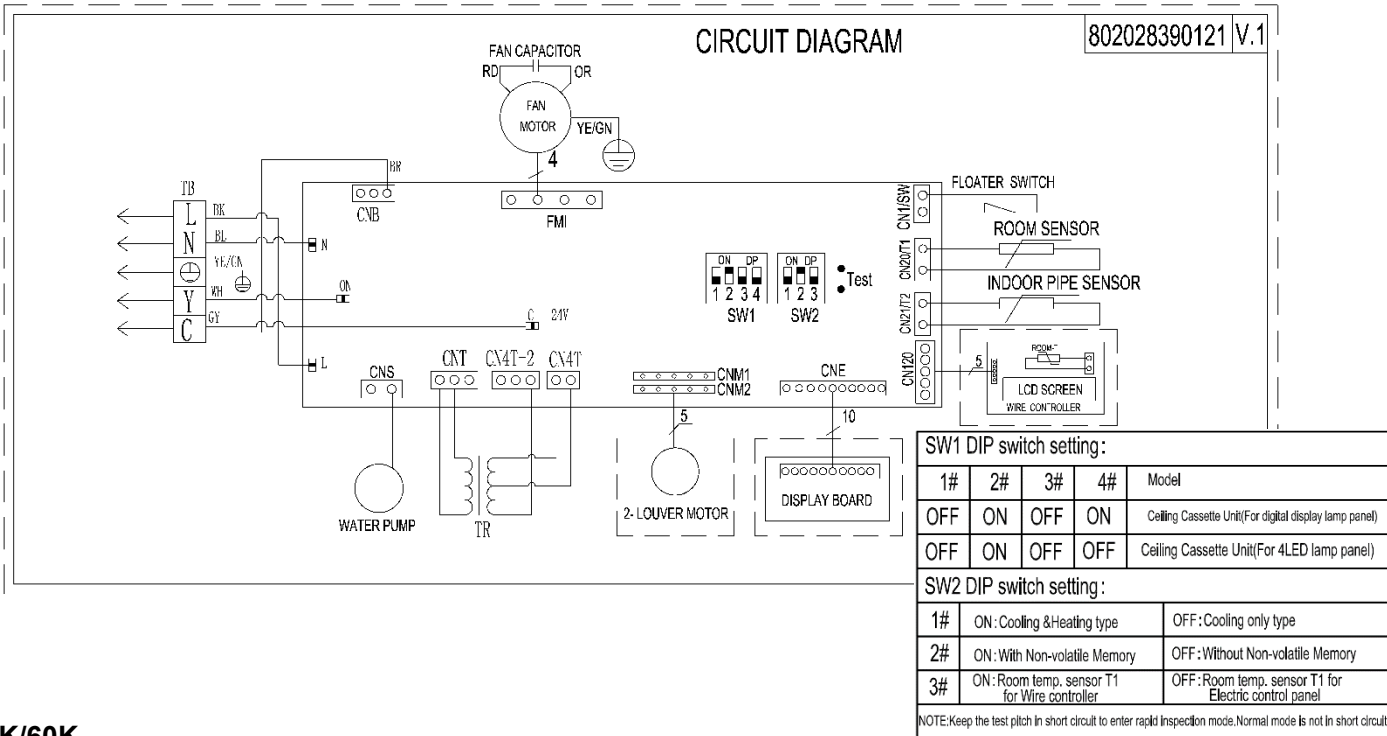 CIRCUIT DIAGRAM
802028390121 V.1
FAN CAPACITOR
RD OR
FAN
MOTOR
YE/GN
4
BR
TB
L BK
N BL
YE/GN
Y WH
C GY
CNB
FMI
N
ON
C 24V
L
CNS
CNT CN4T-2 CN4T
WATER PUMP
TR
ON DP
1 2 3 4
SW1
ON DP
1 2 3
SW2
Test
CN1/SW
FLOATER SWITCH
CN20/T1
ROOM SENSOR
CN21/T2
INDOOR PIPE SENSOR
CN120
5
LCD SCREEN
WIRE CONTROLLER
CNM1
CNM2
CNE
5
10
2- LOUVER MOTOR
DISPLAY BOARD
SW1 DIP switch setting:
1# 2# 3# 4# Model
OFF ON OFF ON Ceiling Cassette Unit(For digital display lamp panel)
OFF ON OFF OFF Ceiling Cassette Unit(For 4LED lamp panel)
SW2 DIP switch setting:
1# ON:Cooling &Heating type OFF:Cooling only type
2# ON:With Non-volatile Memory OFF:Without Non-volatile Memory
3# ON:Room temp. sensor T1 for Wire controller OFF:Room temp. sensor T1 for Electric control panel
NOTE:Keep the test pitch in short circuit to enter rapid inspection mode,Normal mode is not in short circuit
K/60K